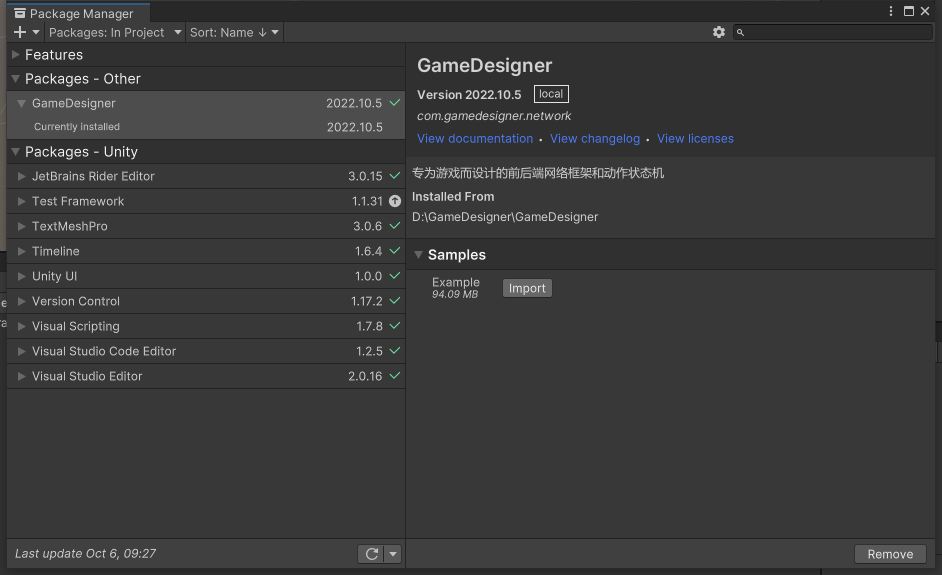 Package Manager
Packages: In Project
Sort: Name ↓
Features
Packages - Other
GameDesigner 2022.10.5
Currently installed 2022.10.5
Packages - Unity
JetBrains Rider Editor 3.0.15
Test Framework 1.1.31
TextMeshPro 3.0.6
Timeline 1.6.4
Unity UI 1.0.0
Version Control 1.17.2
Visual Scripting 1.7.8
Visual Studio Code Editor 1.2.5
Visual Studio Editor 2.0.16
Last update Oct 6, 09:27
GameDesigner
Version 2022.10.5 local
com.gamedesigner.network
View documentation • View changelog • View licenses
专为游戏而设计的前后端网络框架和动作状态机
Installed From
D:\GameDesigner\GameDesigner
Samples
Example
94.09 MB
Import
Remove